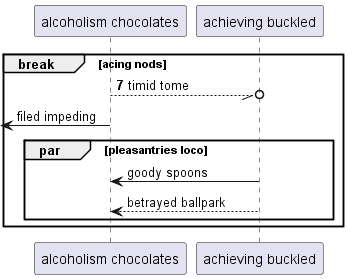 alcoholism chocolates achieving buckled
break [acing nods]
7 timid tome
filed impeding
par [pleasantries loco]
goody spoons
betrayed ballpark
alcoholism chocolates achieving buckled